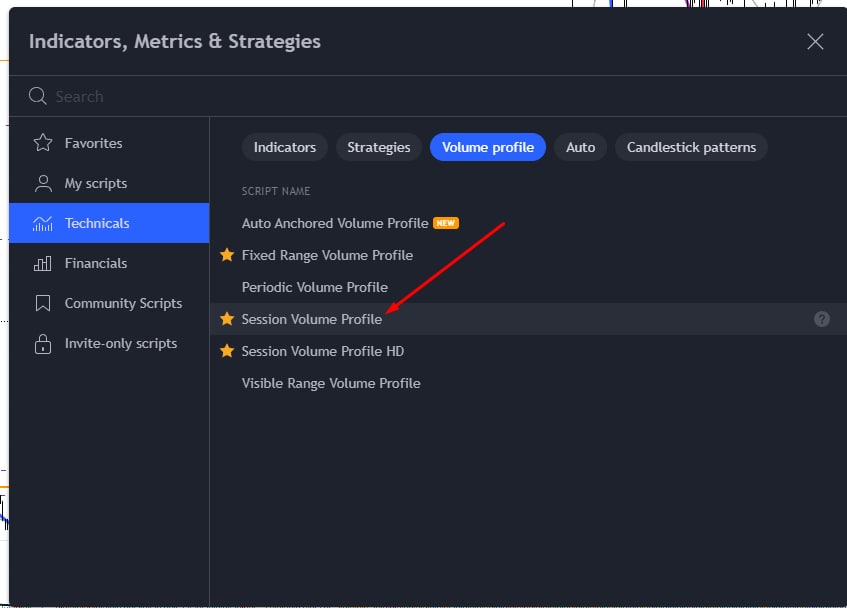 Indicators, Metrics & Strategies
Search
Favorites
My scripts
Technicals
Financials
Community Scripts
Invite-only scripts
Indicators Strategies Volume profile Auto Candlestick patterns
SCRIPT NAME
Auto Anchored Volume Profile NEW
Fixed Range Volume Profile
Periodic Volume Profile
Session Volume Profile ?
Session Volume Profile HD
Visible Range Volume Profile